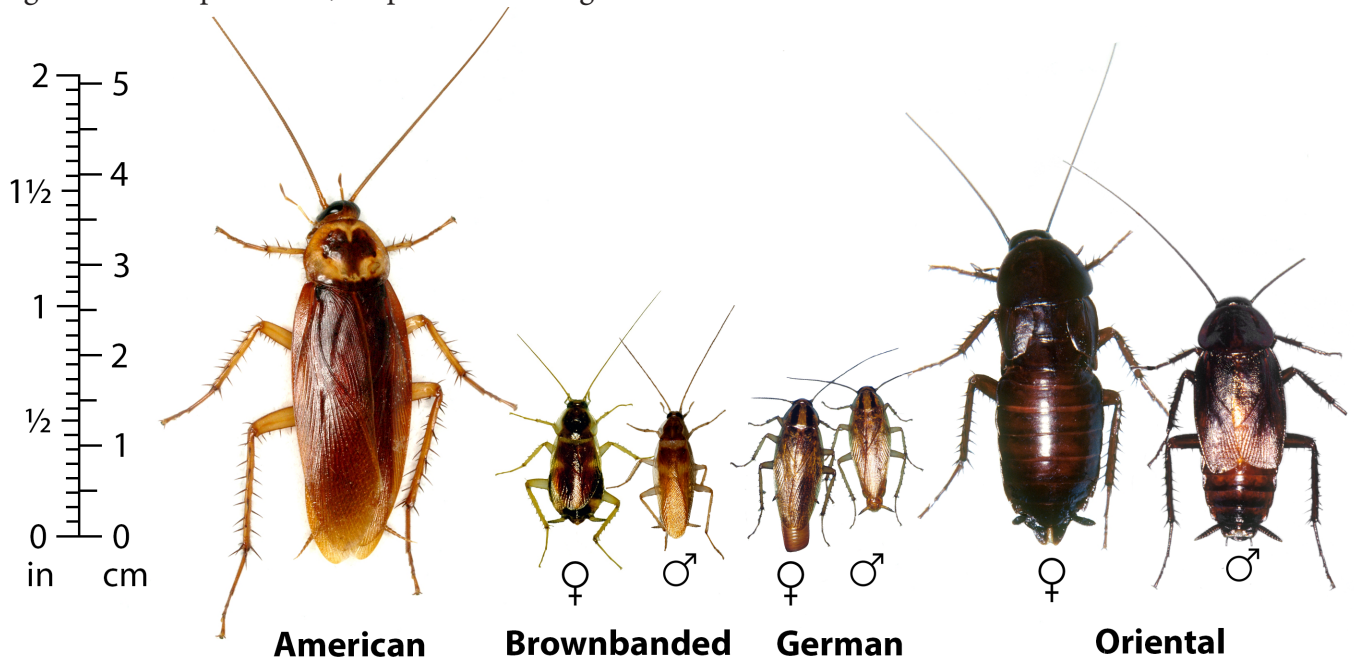 2
5
4
1½
3
1
2
½
1
0
0
in
cm
♀
♂
♀
♂
♀
♂
American
Brownbanded
German
Oriental